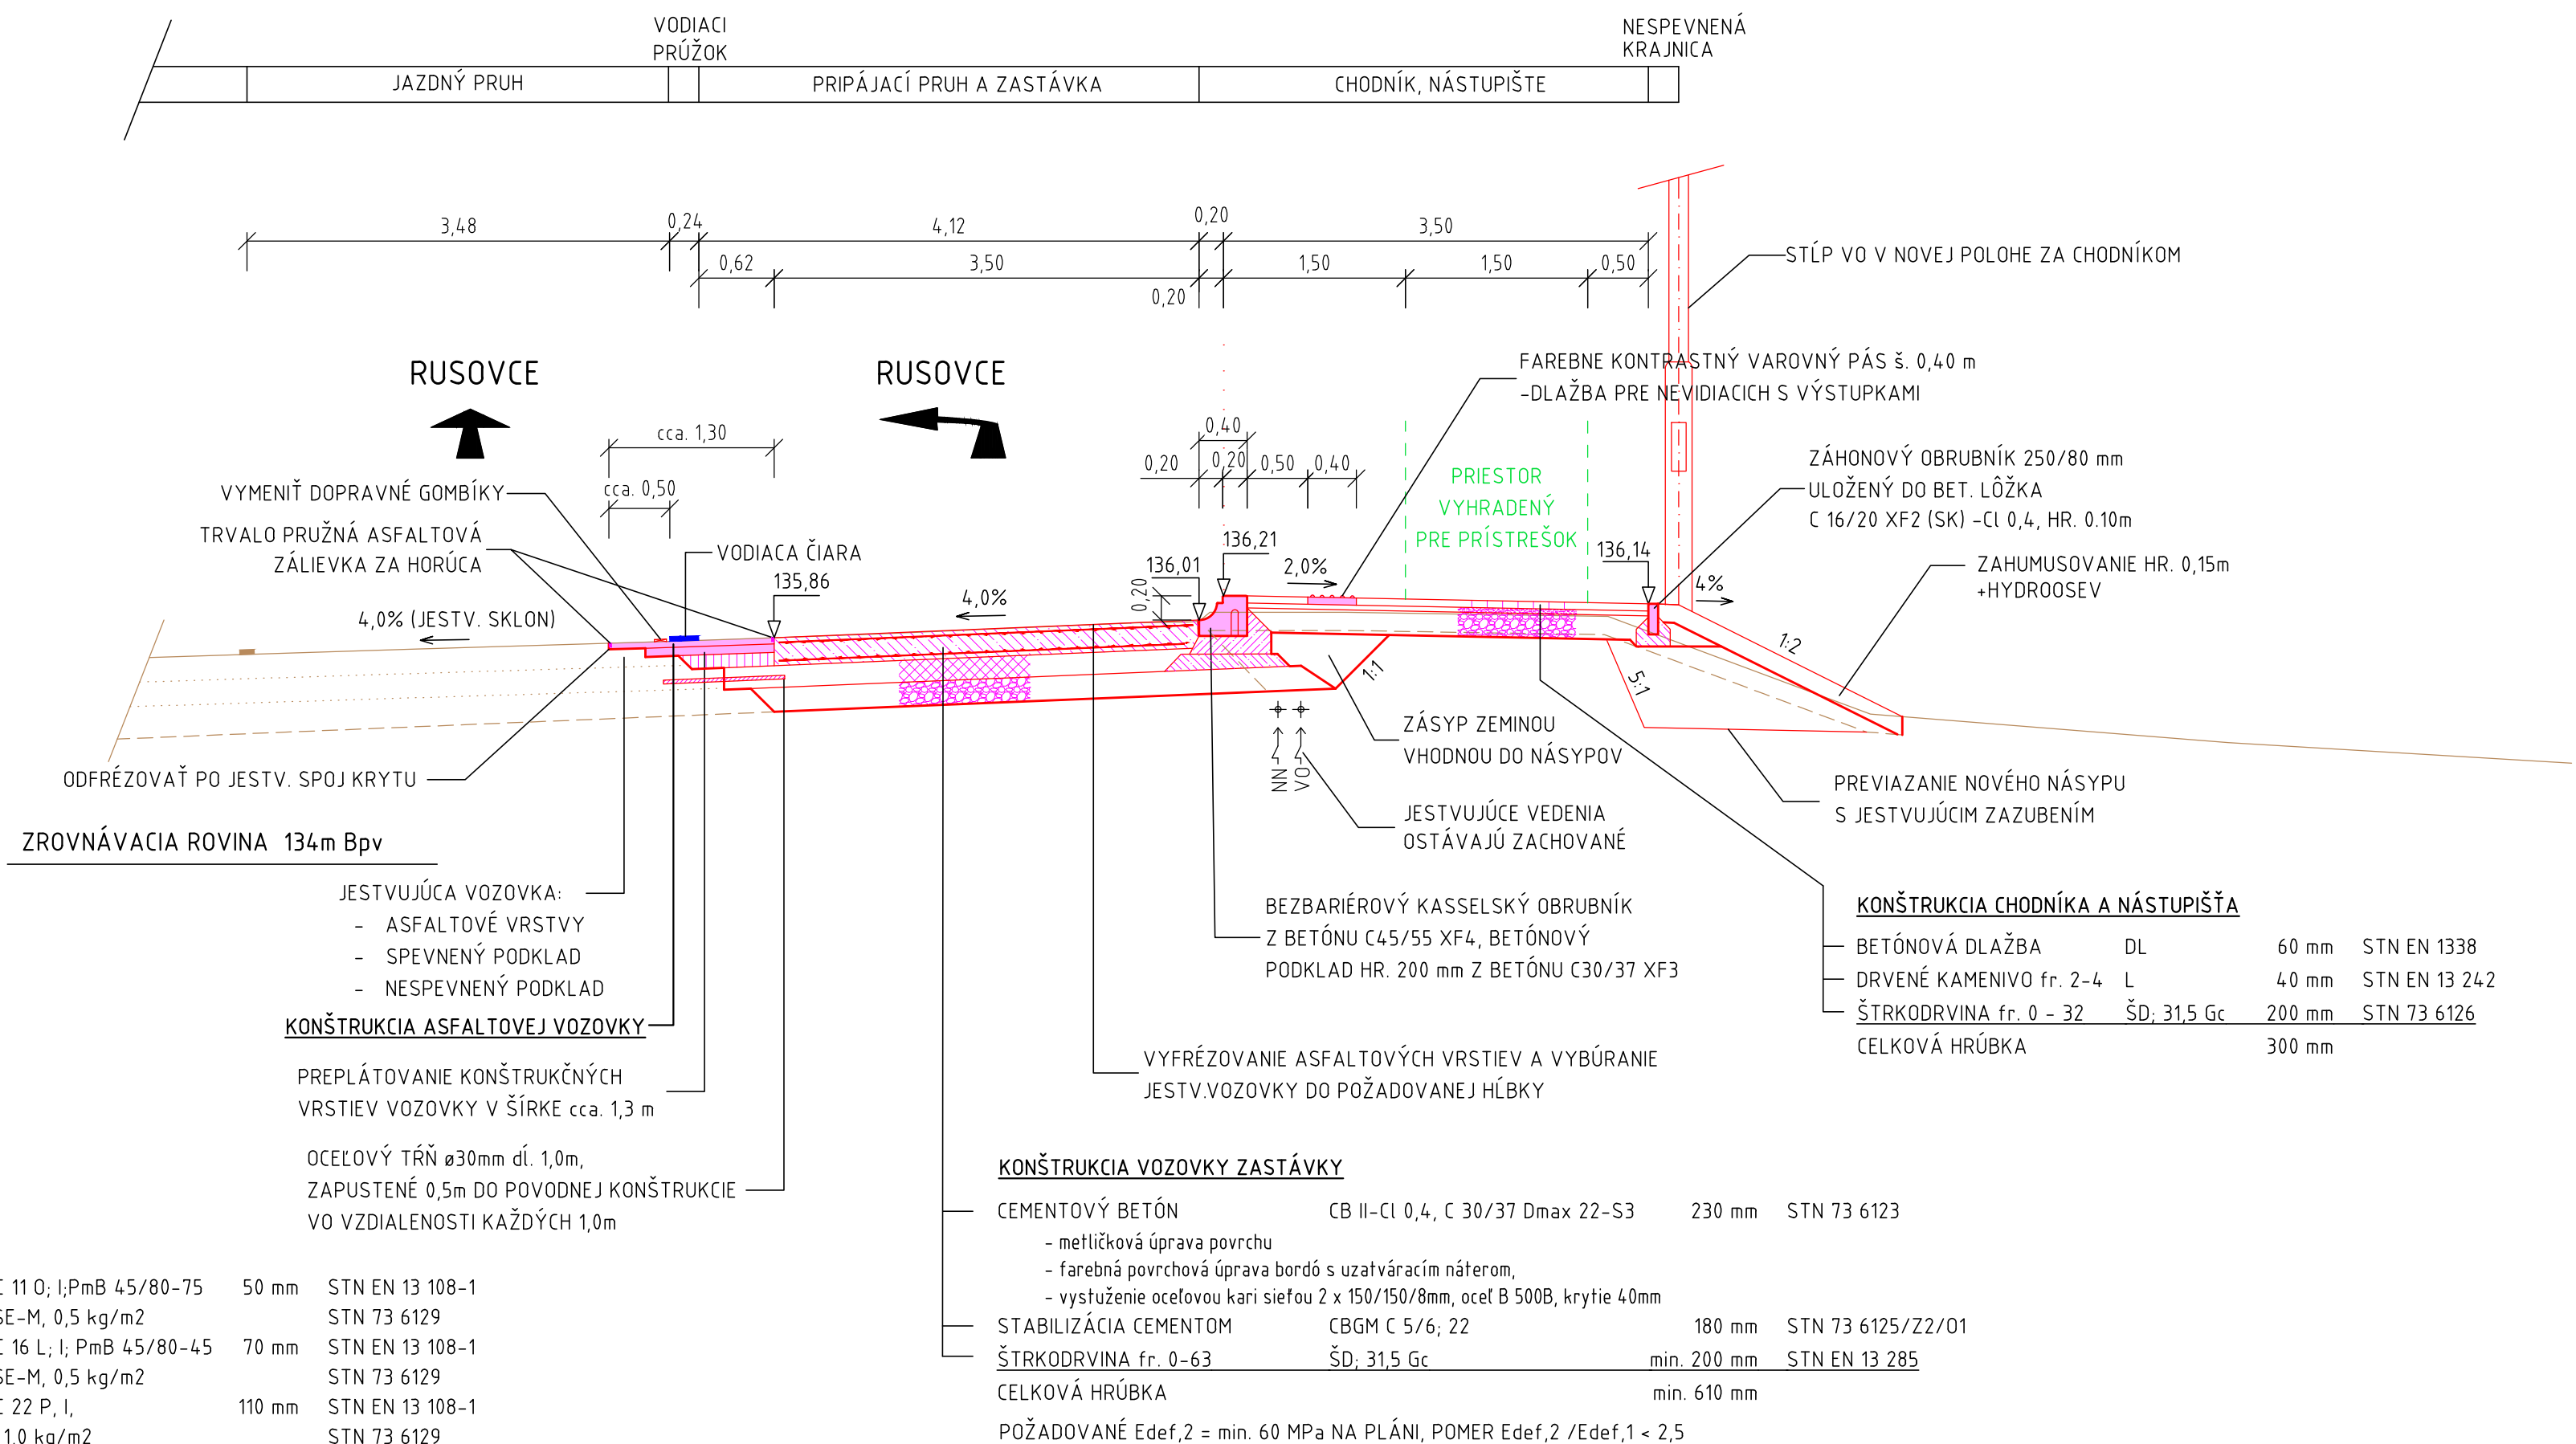 VODIACI
PRÚŽOK
NESPEVNENÁ
KRAJNICA
JAZDNÝ PRUH
PRIPÁJACÍ PRUH A ZASTÁVKA
CHODNÍK, NÁSTUPIŠTE
3,48
0,24
4,12
0,20
3,50
0,62
3,50
0,20
1,50
1,50
0,50
STĹP VO V NOVEJ POLOHE ZA CHODNÍKOM
RUSOVCE
RUSOVCE
FAREBNE KONTRASTNÝ VAROVNÝ PÁS š. 0,40 m
-DLAŽBA PRE NEVIDIACICH S VÝSTUPKAMI
cca. 1,30
cca. 0,50
0,40
0,20
0,20
0,50
0,40
PRIESTOR
VYHRADENÝ
PRE PRÍSTREŠOK
ZÁHONOVÝ OBRUBNÍK 250/80 mm
ULOŽENÝ DO BET. LÔŽKA
C 16/20 XF2 (SK) -Cl 0,4, HR. 0.10m
VYMENIŤ DOPRAVNÉ GOMBÍKY
TRVALO PRUŽNÁ ASFALTOVÁ
ZÁLIEVKA ZA HORÚCA
VODIACA ČIARA
135,86
136,01
136,21
136,14
0,20
2,0%
4%
4,0%
4,0% (JESTV. SKLON)
ZAHUMUSOVANIE HR. 0,15m
+HYDROOSEV
1:2
1:1
5:1
ZÁSYP ZEMINOU
VHODNOU DO NÁSYPOV
NN
VO
JESTVUJÚCE VEDENIA
OSTÁVAJÚ ZACHOVANÉ
PREVIAZANIE NOVÉHO NÁSYPU
S JESTVUJÚCIM ZAZUBENÍM
ODFRÉZOVAŤ PO JESTV. SPOJ KRYTU
ZROVNÁVACIA ROVINA 134m Bpv
JESTVUJÚCA VOZOVKA:
- ASFALTOVÉ VRSTVY
- SPEVNENÝ PODKLAD
- NESPEVNENÝ PODKLAD
KONŠTRUKCIA ASFALTOVEJ VOZOVKY
PREPLÁTOVANIE KONŠTRUKČNÝCH
VRSTIEV VOZOVKY V ŠÍRKE cca. 1,3 m
OCEĽOVÝ TŔŇ ø30mm dĺ. 1,0m,
ZAPUSTENÉ 0,5m DO POVODNEJ KONŠTRUKCIE
VO VZDIALENOSTI KAŽDÝCH 1,0m
BEZBARIÉROVÝ KASSELSKÝ OBRUBNÍK
Z BETÓNU C45/55 XF4, BETÓNOVÝ
PODKLAD HR. 200 mm Z BETÓNU C30/37 XF3
VYFRÉZOVANIE ASFALTOVÝCH VRSTIEV A VYBÚRANIE
JESTV.VOZOVKY DO POŽADOVANEJ HĹBKY
KONŠTRUKCIA CHODNÍKA A NÁSTUPIŠŤA
BETÓNOVÁ DLAŽBA DL 60 mm STN EN 1338
DRVENÉ KAMENIVO fr. 2-4 L 40 mm STN EN 13 242
ŠTRKODRVINA fr. 0 - 32 ŠD; 31,5 Gc 200 mm STN 73 6126
CELKOVÁ HRÚBKA 300 mm
KONŠTRUKCIA VOZOVKY ZASTÁVKY
CEMENTOVÝ BETÓN CB II-Cl 0,4, C 30/37 Dmax 22-S3 230 mm STN 73 6123
- metličková úprava povrchu
- farebná povrchová úprava bordó s uzatváracím náterom,
- vystuženie oceľovou kari sieťou 2 x 150/150/8mm, oceľ B 500B, krytie 40mm
STABILIZÁCIA CEMENTOM CBGM C 5/6; 22 180 mm STN 73 6125/Z2/O1
ŠTRKODRVINA fr. 0-63 ŠD; 31,5 Gc min. 200 mm STN EN 13 285
CELKOVÁ HRÚBKA min. 610 mm
POŽADOVANÉ Edef,2 = min. 60 MPa NA PLÁNI, POMER Edef,2 /Edef,1 < 2,5
11 O; I;PmB 45/80-75 50 mm STN EN 13 108-1
SE-M, 0,5 kg/m2 STN 73 6129
16 L; I; PmB 45/80-45 70 mm STN EN 13 108-1
SE-M, 0,5 kg/m2 STN 73 6129
22 P, I, 110 mm STN EN 13 108-1
1,0 kg/m2 STN 73 6129